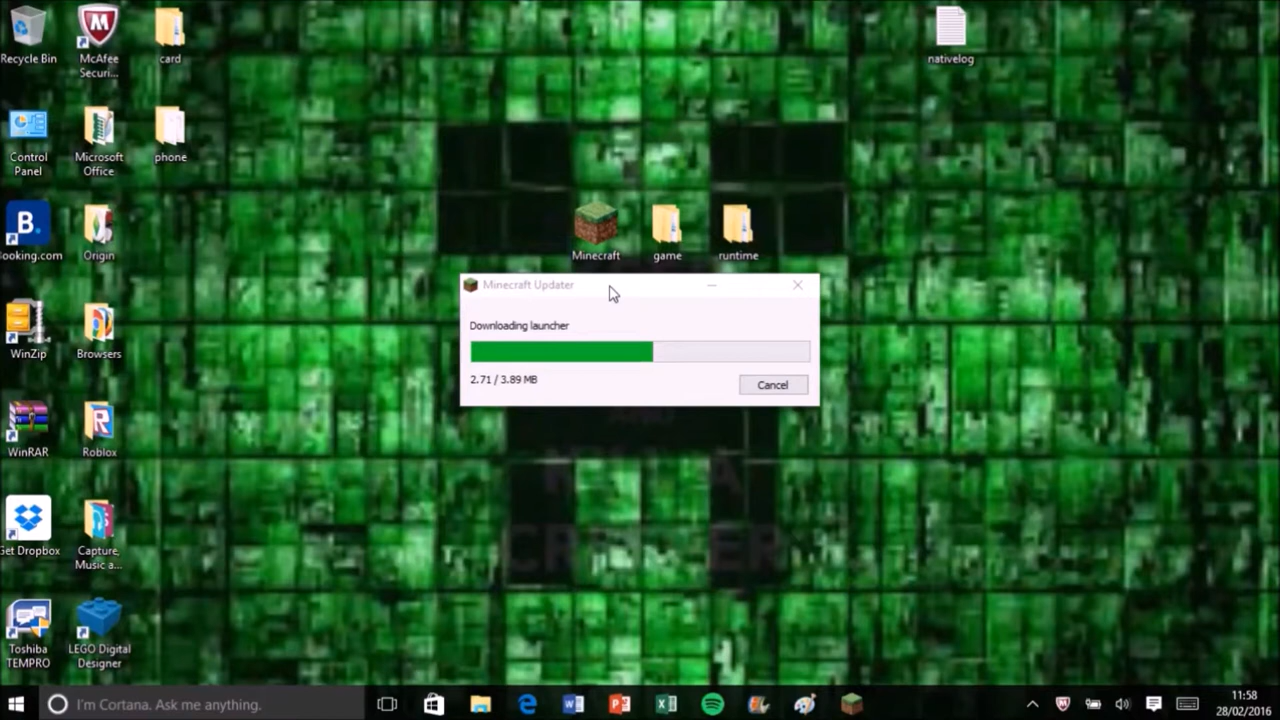 Recycle Bin
McAfee
Securi...
card
nativelog
Control
Panel
Microsoft
Office
phone
B.
ooking.com
Origin
Minecraft
game
runtime
Minecraft Updater
Downloading launcher
2.71 / 3.89 MB
Cancel
WinZip
Browsers
WinRAR
Roblox
Get Dropbox
Capture,
Music a...
CREEPER
Toshiba
TEMPRO
LEGO Digital
Designer
I'm Cortana. Ask me anything.
11:58
28/02/2016